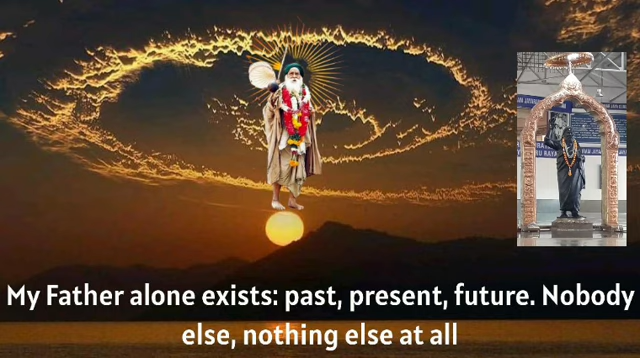 My Father alone exists: past, present, future. Nobody
else, nothing else at all